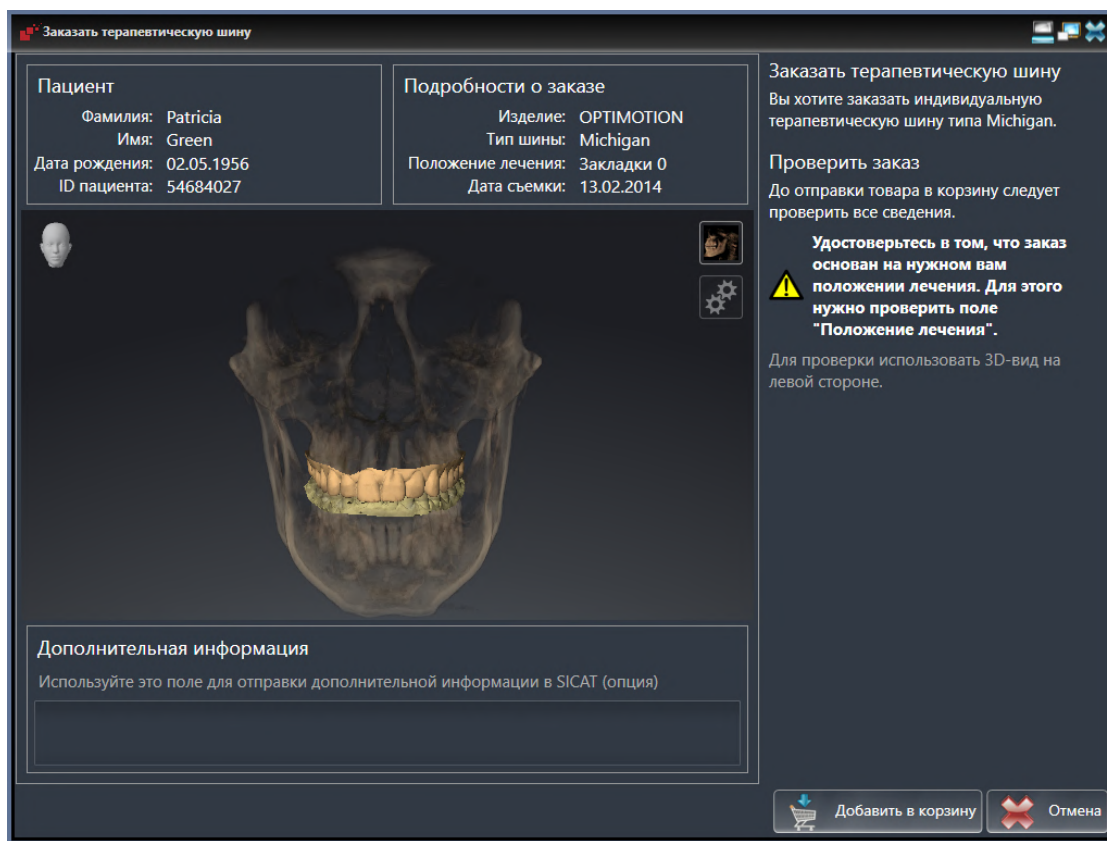 Заказать терапевтическую шину
Пациент
Фамилия: Patricia
Имя: Green
Дата рождения: 02.05.1956
ID пациента: 54684027
Подробности о заказе
Изделие: OPTIMOTION
Тип шины: Michigan
Положение лечения: Закладки 0
Дата съемки: 13.02.2014
Дополнительная информация
Используйте это поле для отправки дополнительной информации в SICAT (опция)
Заказать терапевтическую шину
Вы хотите заказать индивидуальную
терапевтическую шину типа Michigan.
Проверить заказ
До отправки товара в корзину следует
проверить все сведения.
Удостоверьтесь в том, что заказ
основан на нужном вам
положении лечения. Для этого
нужно проверить поле
"Положение лечения".
Для проверки использовать 3D-вид на
левой стороне.
Добавить в корзину
Отмена